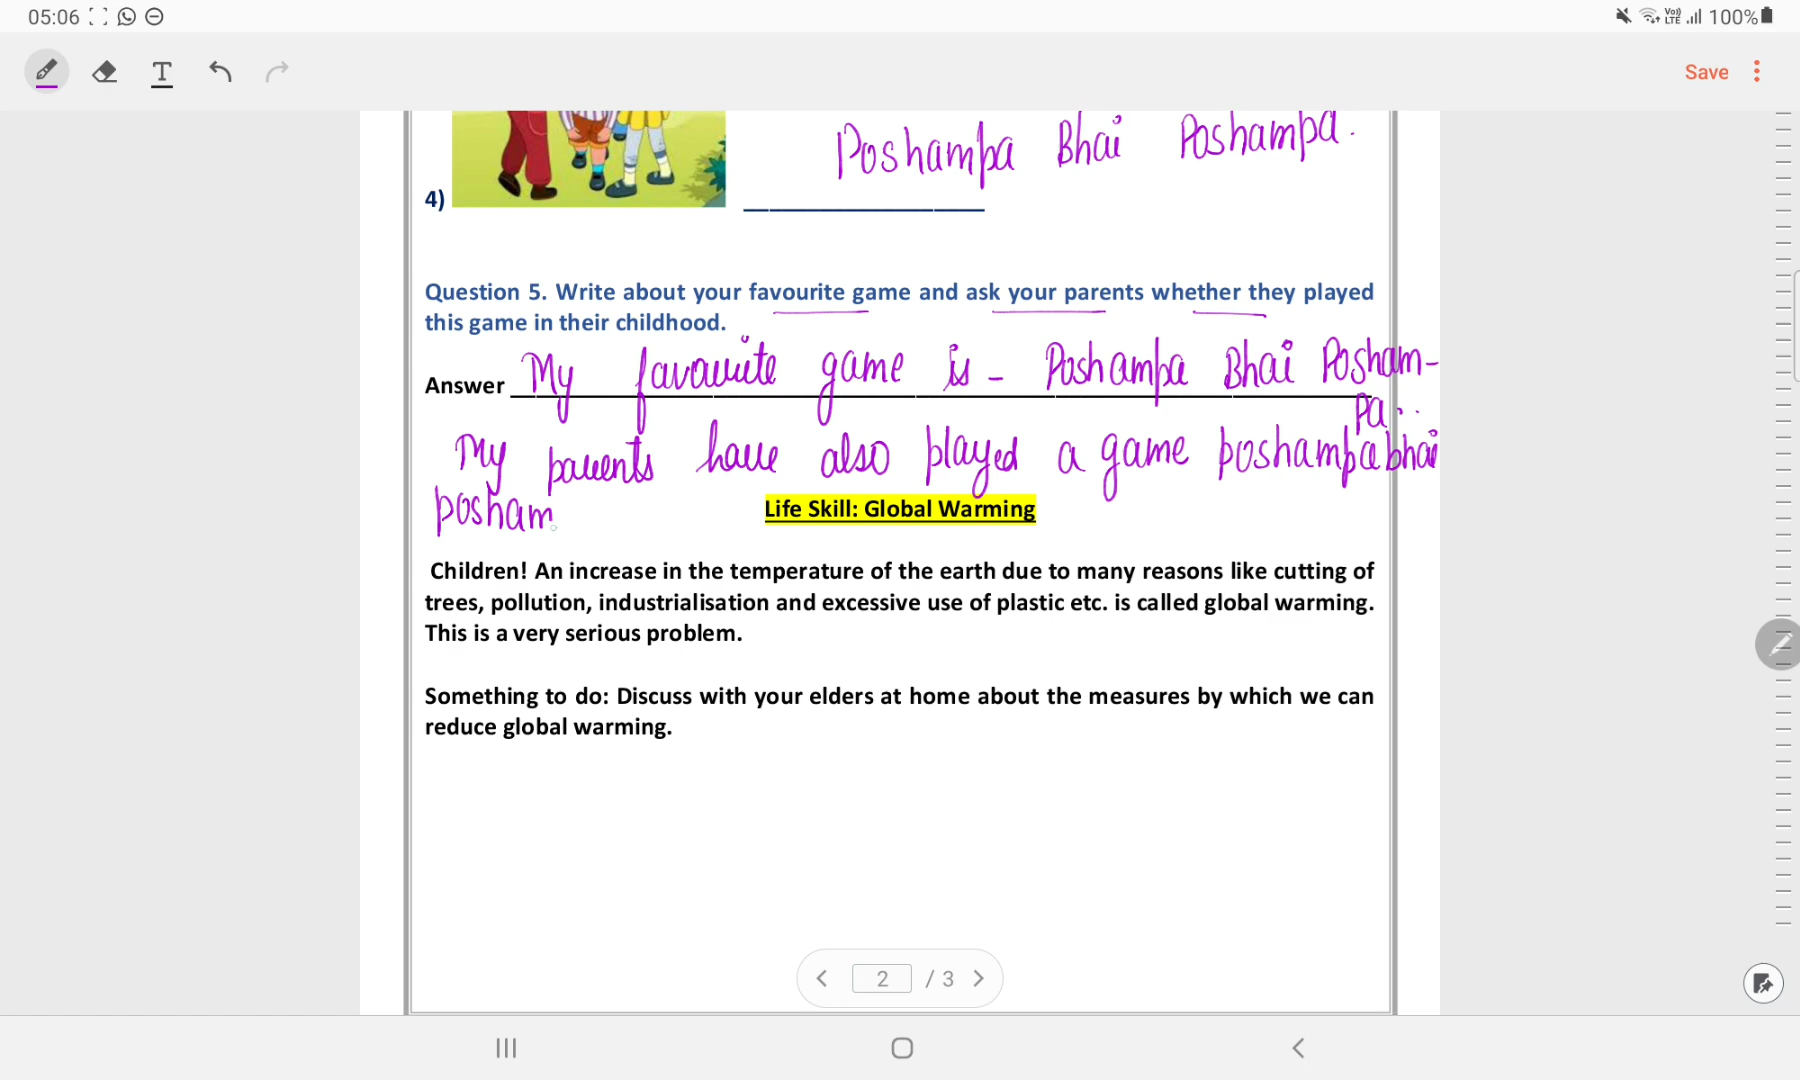 05:06
Vo))
LTE
100%
T
Save
Poshampa Bhai Poshampa.
4) ____________________
Question 5. Write about your favourite game and ask your parents whether they played
this game in their childhood.
Answer My favourite game is - Poshampa Bhai Posham-
pa.
My parents have also played a game poshampa bhai
posham
Life Skill: Global Warming
Children! An increase in the temperature of the earth due to many reasons like cutting of
trees, pollution, industrialisation and excessive use of plastic etc. is called global warming.
This is a very serious problem.
Something to do: Discuss with your elders at home about the measures by which we can
reduce global warming.
2 / 3